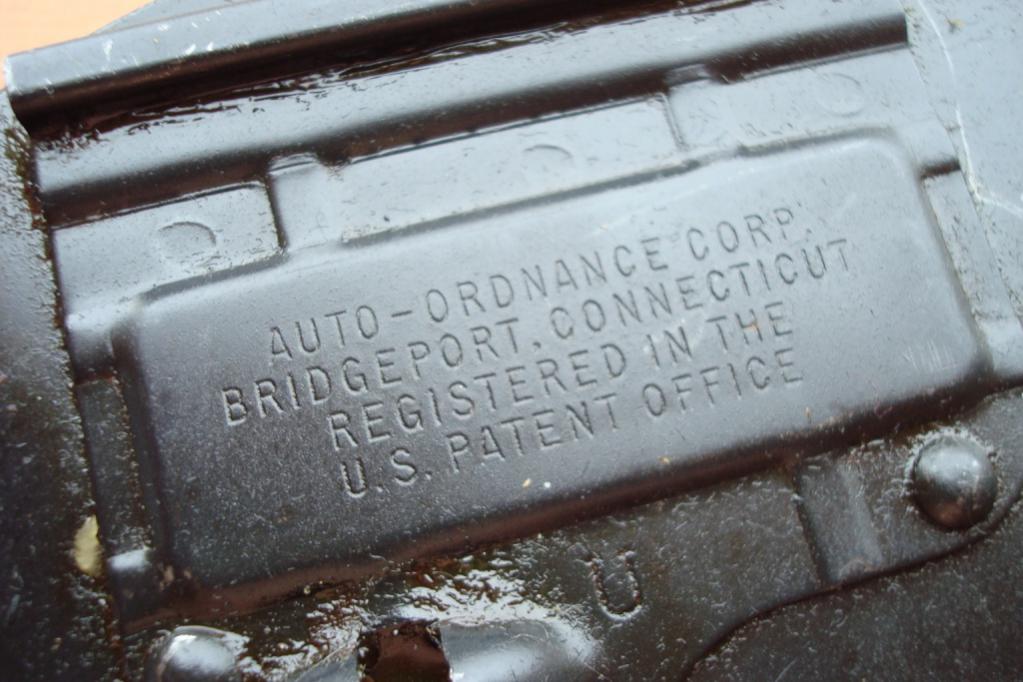 AUTO-ORDNANCE CORP.
BRIDGEPORT, CONNECTICUT
REGISTERED IN THE
U.S. PATENT OFFICE
U